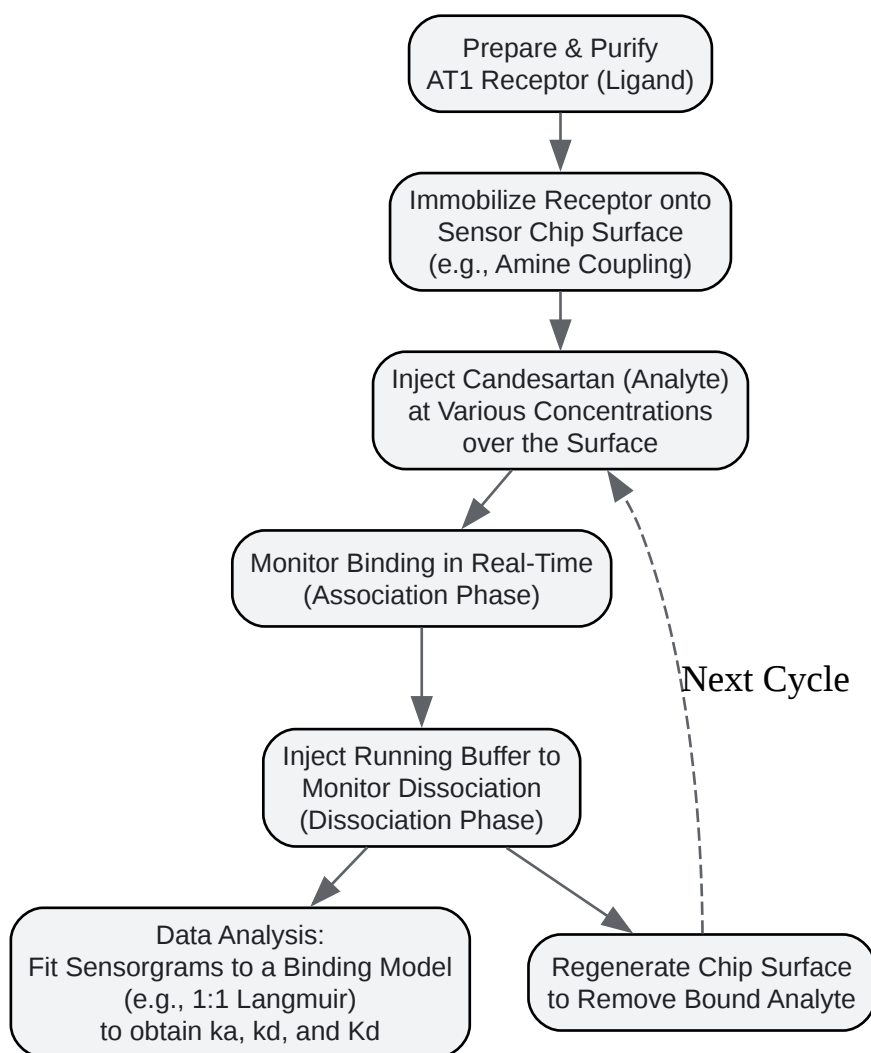 Prepare & Purify
AT1 Receptor (Ligand)
Immobilize Receptor onto
Sensor Chip Surface
(e.g., Amine Coupling)
Inject Candesartan (Analyte)
at Various Concentrations
over the Surface
Monitor Binding in Real-Time
(Association Phase)
Next Cycle
Inject Running Buffer to
Monitor Dissociation
(Dissociation Phase)
Data Analysis:
Fit Sensorgrams to a Binding Model
(e.g., 1:1 Langmuir)
to obtain ka, kd, and Kd
Regenerate Chip Surface
to Remove Bound Analyte